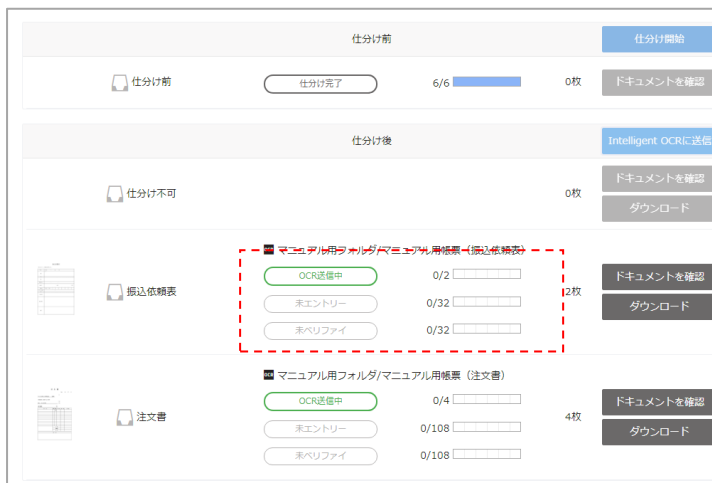 仕分け前
仕分け開始
仕分け前
仕分け完了
6/6
0枚
ドキュメントを確認
仕分け後
Intelligent OCRに送信
仕分け不可
0枚
ドキュメントを確認
ダウンロード
OCR マニュアル用フォルダ/マニュアル用帳票（振込依頼表）
振込依頼表
OCR送信中
0/2
未エントリー
0/32
未ベリファイ
0/32
2枚
ドキュメントを確認
ダウンロード
OCR マニュアル用フォルダ/マニュアル用帳票（注文書）
注文書
OCR送信中
0/4
未エントリー
0/108
未ベリファイ
0/108
4枚
ドキュメントを確認
ダウンロード